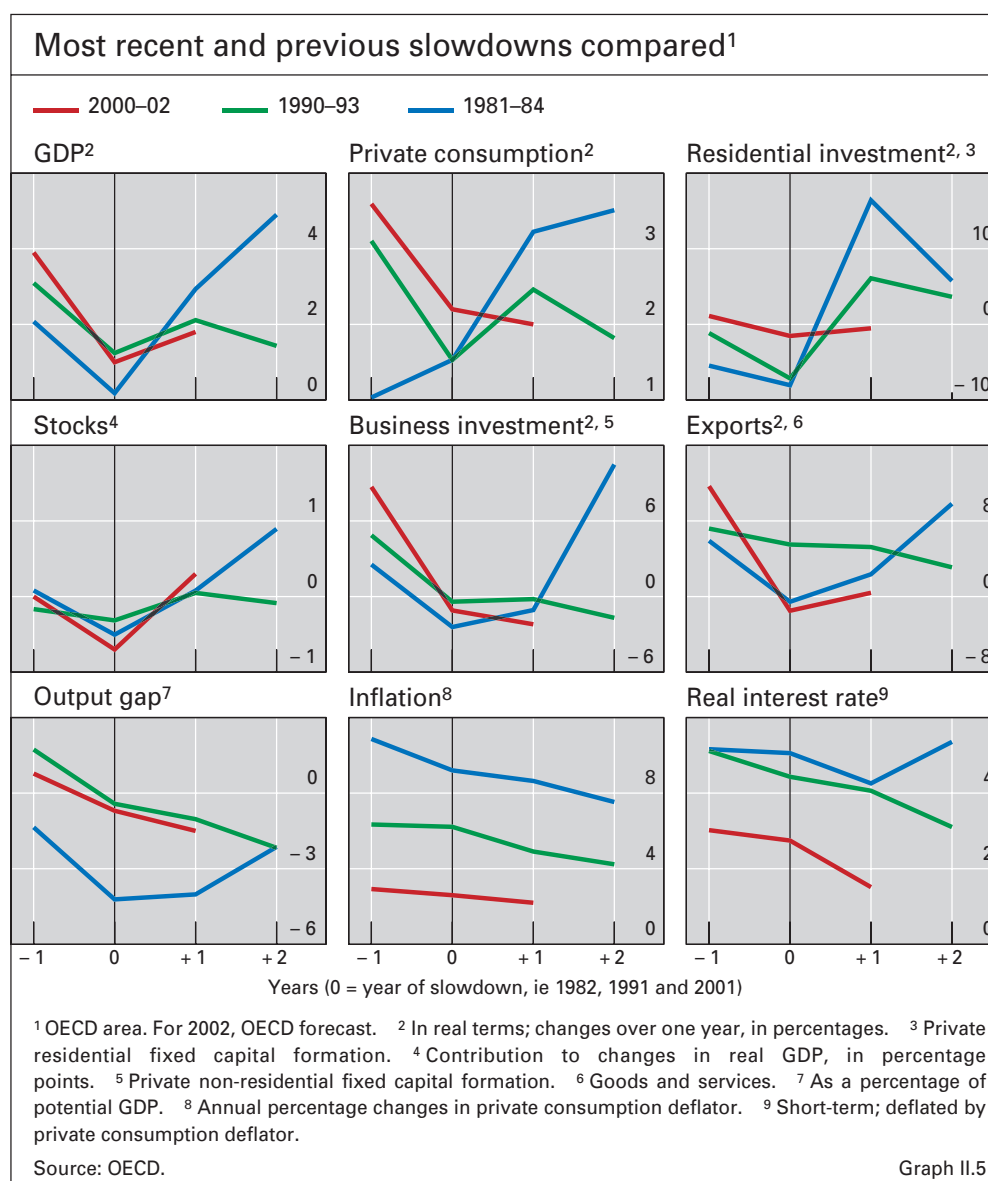 Most recent and previous slowdowns compared¹
2000–02 1990–93 1981–84
GDP² Private consumption² Residential investment²˒ ³
4 3 10
2 2 0
0 1 – 10
Stocks⁴ Business investment²˒ ⁵ Exports²˒ ⁶
1 6 8
0 0 0
– 1 – 6 – 8
Output gap⁷ Inflation⁸ Real interest rate⁹
0 8 4
– 3 4 2
– 6 0 0
– 1 0 + 1 + 2 – 1 0 + 1 + 2 – 1 0 + 1 + 2
Years (0 = year of slowdown, ie 1982, 1991 and 2001)
¹ OECD area. For 2002, OECD forecast. ² In real terms; changes over one year, in percentages. ³ Private
residential fixed capital formation. ⁴ Contribution to changes in real GDP, in percentage
points. ⁵ Private non-residential fixed capital formation. ⁶ Goods and services. ⁷ As a percentage of
potential GDP. ⁸ Annual percentage changes in private consumption deflator. ⁹ Short-term; deflated by
private consumption deflator.
Source: OECD. Graph II.5